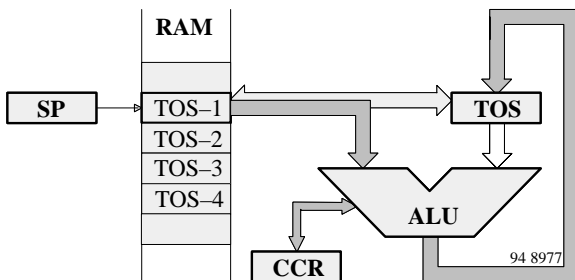 RAM
SP
TOS–1
TOS
TOS–2
TOS–3
TOS–4
ALU
CCR
94 8977